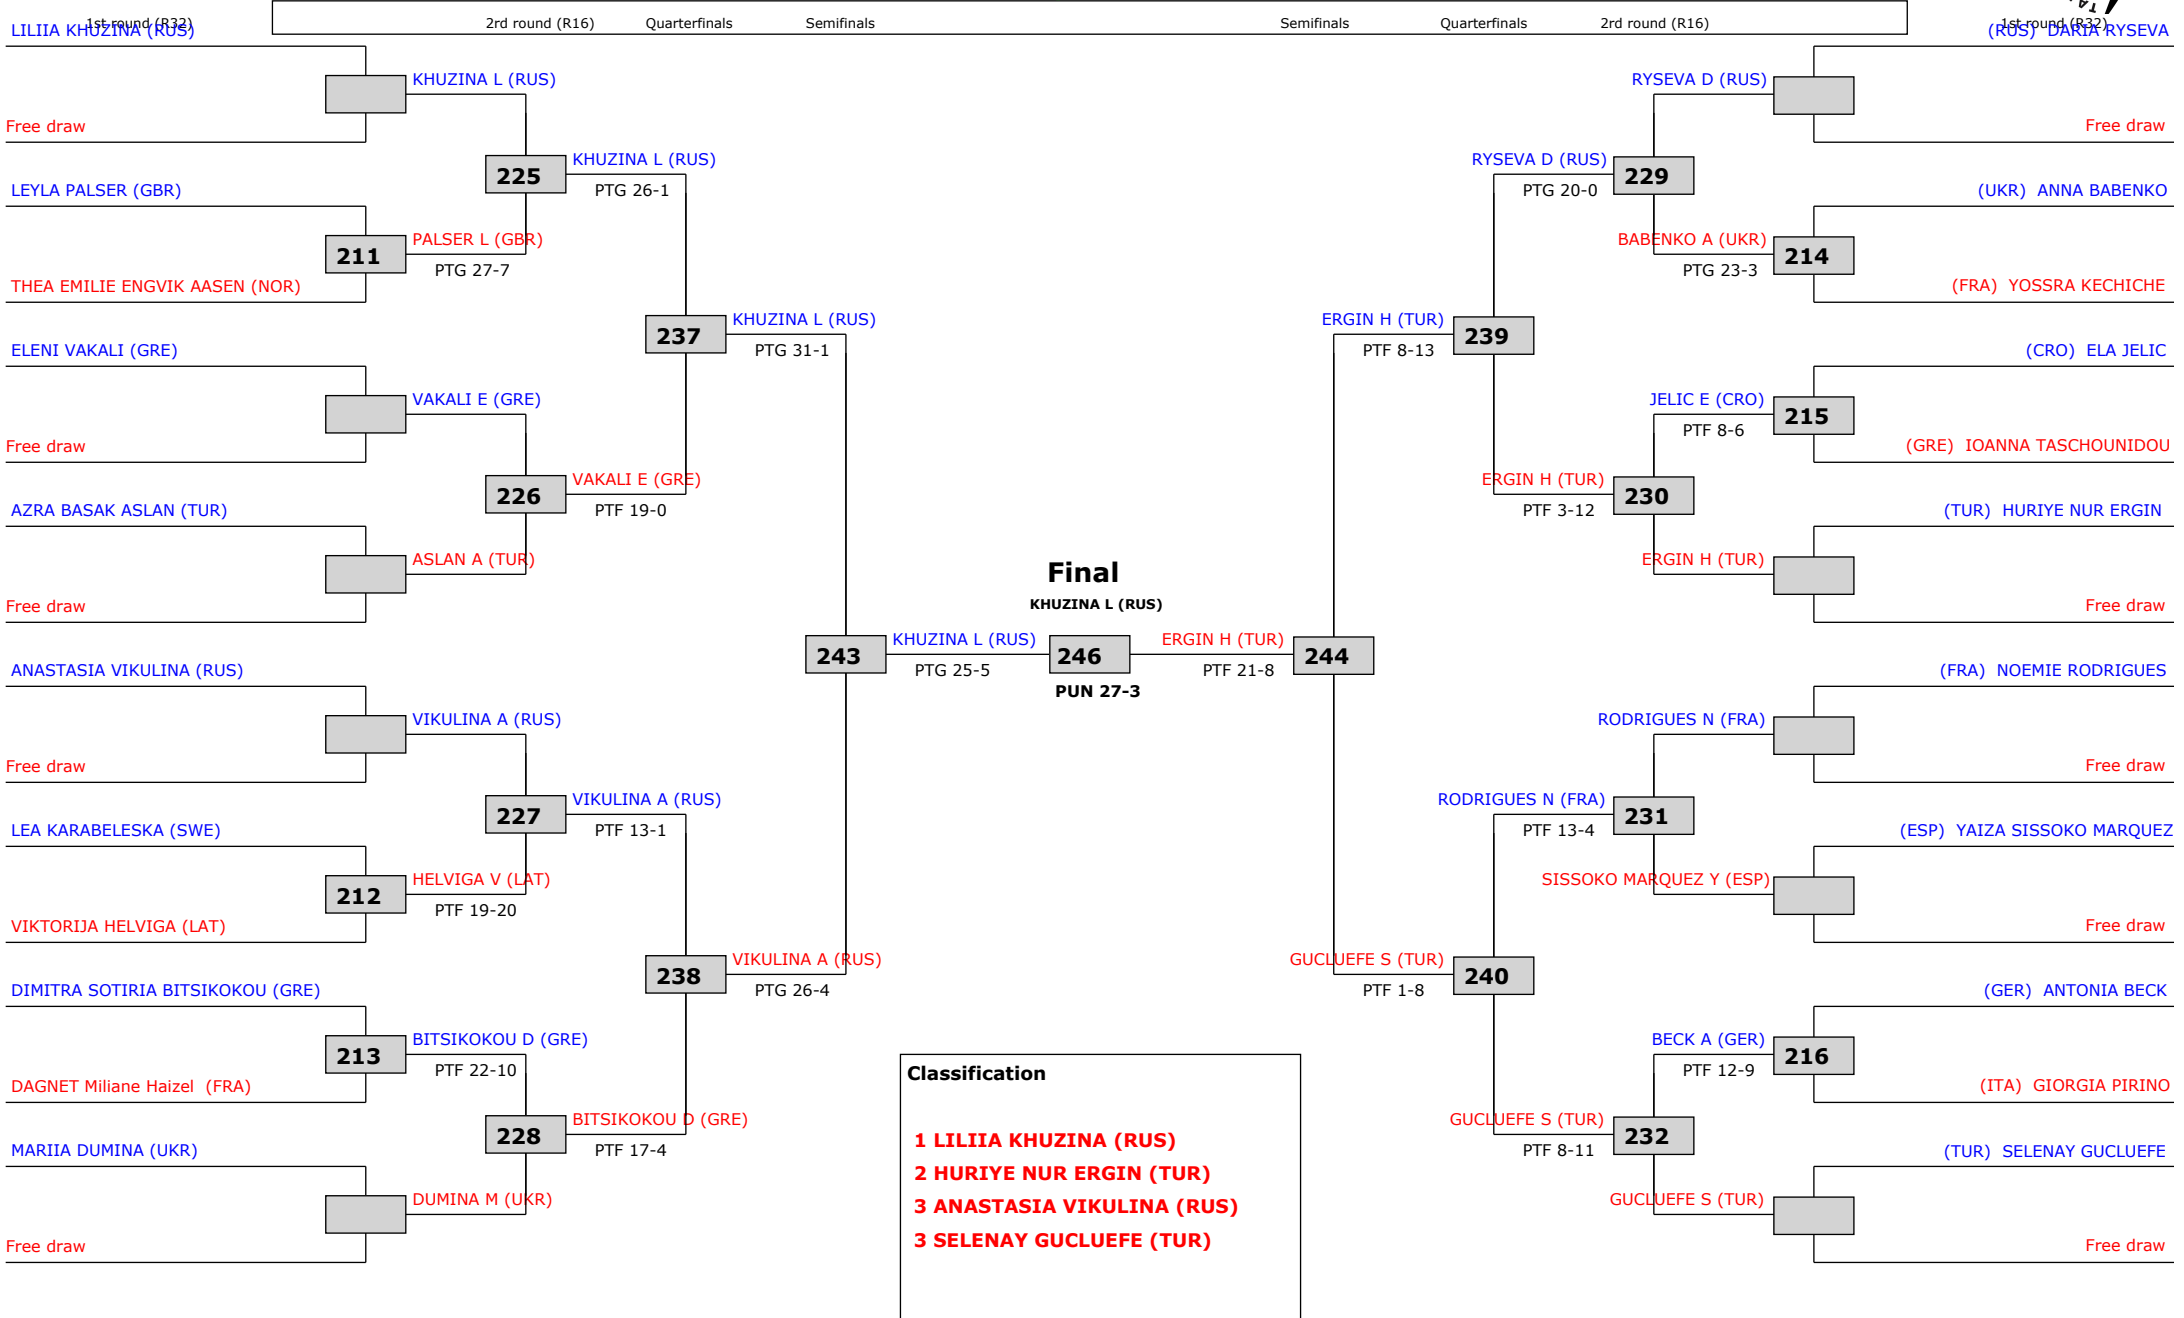 1st round (R32)
2rd round (R16)
Quarterfinals
Semifinals
Semifinals
Quarterfinals
2rd round (R16)
1st round (R32)
LILIIA KHUZINA (RUS)
Free draw
LEYLA PALSER (GBR)
THEA EMILIE ENGVIK AASEN (NOR)
ELENI VAKALI (GRE)
Free draw
AZRA BASAK ASLAN (TUR)
Free draw
ANASTASIA VIKULINA (RUS)
Free draw
LEA KARABELESKA (SWE)
VIKTORIJA HELVIGA (LAT)
DIMITRA SOTIRIA BITSIKOKOU (GRE)
DAGNET Miliane Haizel (FRA)
MARIIA DUMINA (UKR)
Free draw
KHUZINA L (RUS)
211
PALSER L (GBR)
PTG 27-7
VAKALI E (GRE)
ASLAN A (TUR)
VIKULINA A (RUS)
212
HELVIGA V (LAT)
PTF 19-20
213
BITSIKOKOU D (GRE)
PTF 22-10
DUMINA M (UKR)
225
KHUZINA L (RUS)
PTG 26-1
226
VAKALI E (GRE)
PTF 19-0
227
VIKULINA A (RUS)
PTF 13-1
228
BITSIKOKOU D (GRE)
PTF 17-4
237
KHUZINA L (RUS)
PTG 31-1
238
VIKULINA A (RUS)
PTG 26-4
243
KHUZINA L (RUS)
PTG 25-5
Final
KHUZINA L (RUS)
246
PUN 27-3
ERGIN H (TUR)
244
PTF 21-8
ERGIN H (TUR)
239
PTF 8-13
GUCLUEFE S (TUR)
240
PTF 1-8
RYSEVA D (RUS)
229
PTG 20-0
ERGIN H (TUR)
230
PTF 3-12
RODRIGUES N (FRA)
231
PTF 13-4
GUCLUEFE S (TUR)
232
PTF 8-11
RYSEVA D (RUS)
BABENKO A (UKR)
214
PTG 23-3
JELIC E (CRO)
215
PTF 8-6
ERGIN H (TUR)
RODRIGUES N (FRA)
SISSOKO MARQUEZ Y (ESP)
BECK A (GER)
216
PTF 12-9
GUCLUEFE S (TUR)
(RUS) DARIA RYSEVA
Free draw
(UKR) ANNA BABENKO
(FRA) YOSSRA KECHICHE
(CRO) ELA JELIC
(GRE) IOANNA TASCHOUNIDOU
(TUR) HURIYE NUR ERGIN
Free draw
(FRA) NOEMIE RODRIGUES
Free draw
(ESP) YAIZA SISSOKO MARQUEZ
Free draw
(GER) ANTONIA BECK
(ITA) GIORGIA PIRINO
(TUR) SELENAY GUCLUEFE
Free draw
Classification
1 LILIIA KHUZINA (RUS)
2 HURIYE NUR ERGIN (TUR)
3 ANASTASIA VIKULINA (RUS)
3 SELENAY GUCLUEFE (TUR)